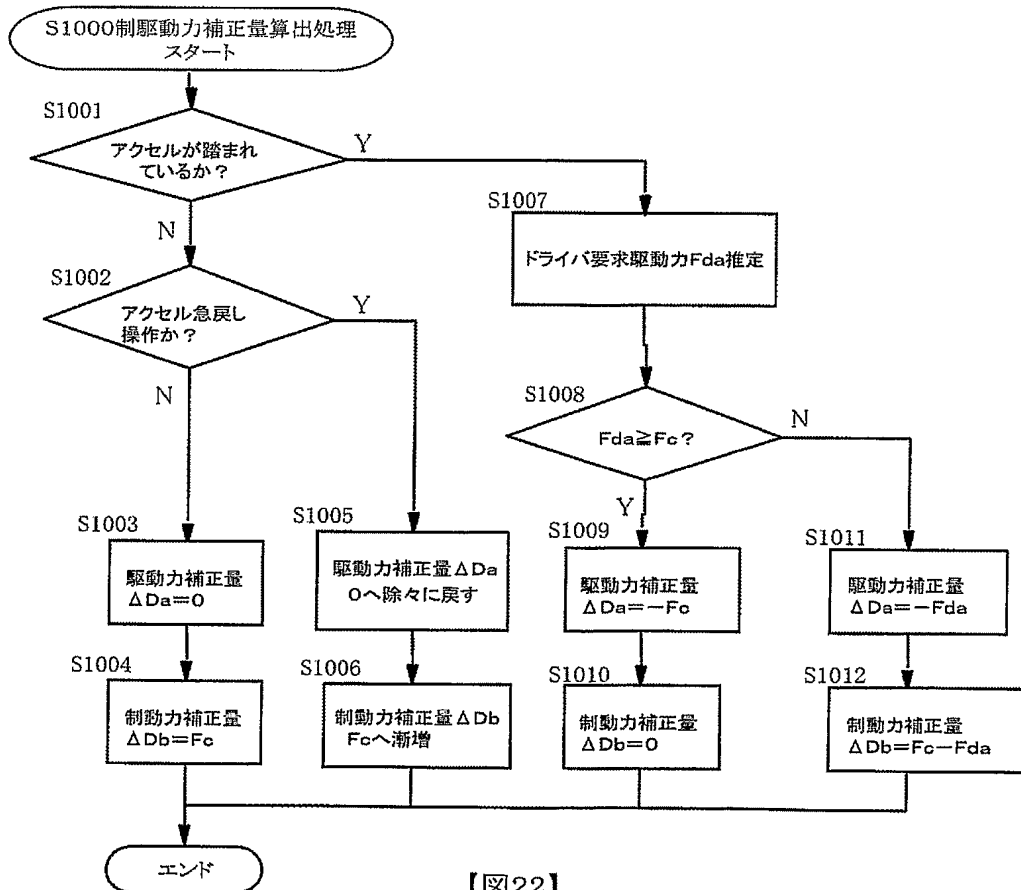 S1000制駆動力補正量算出処理
スタート
S1001
アクセルが踏まれ
ているか？
Y
N
S1002
アクセル急戻し
操作か？
Y
N
S1003
駆動力補正量
ΔDa=0
S1004
制動力補正量
ΔDb=Fc
S1005
駆動力補正量ΔDa
0へ除々に戻す
S1006
制動力補正量ΔDb
Fcへ漸増
S1007
ドライバ要求駆動力Fda推定
S1008
Fda≧Fc？
N
Y
S1009
駆動力補正量
ΔDa=-Fc
S1010
制動力補正量
ΔDb=0
S1011
駆動力補正量
ΔDa=-Fda
S1012
制動力補正量
ΔDb=Fc-Fda
エンド
【図22】